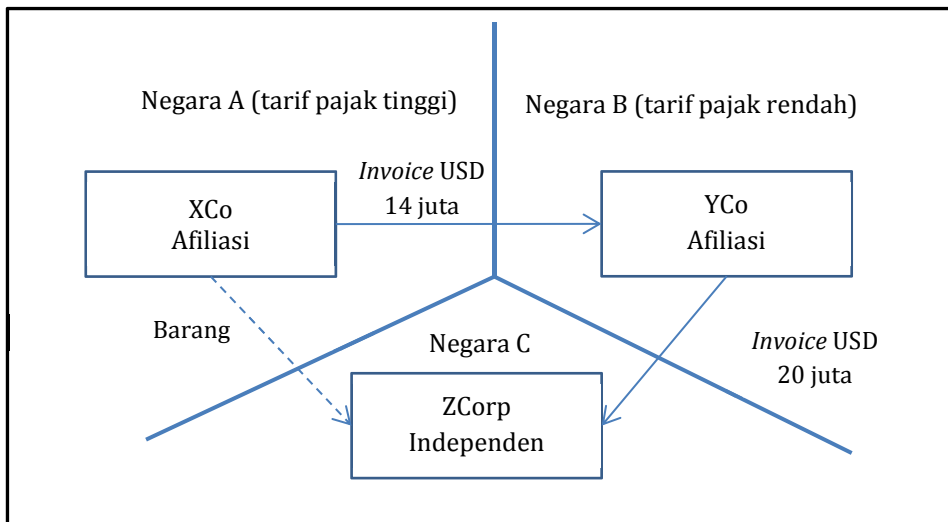 Negara A (tarif pajak tinggi)
Negara B (tarif pajak rendah)
Invoice USD
14 juta
XCo
Afiliasi
YCo
Afiliasi
Barang
Negara C
Invoice USD
20 juta
ZCorp
Independen